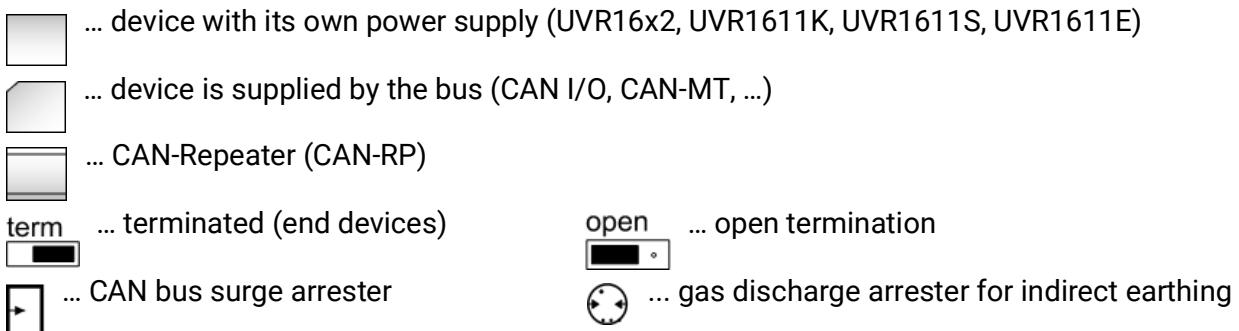 … device with its own power supply (UVR16x2, UVR1611K, UVR1611S, UVR1611E)
… device is supplied by the bus (CAN I/O, CAN-MT, …)
… CAN-Repeater (CAN-RP)
term … terminated (end devices) open … open termination
… CAN bus surge arrester ... gas discharge arrester for indirect earthing